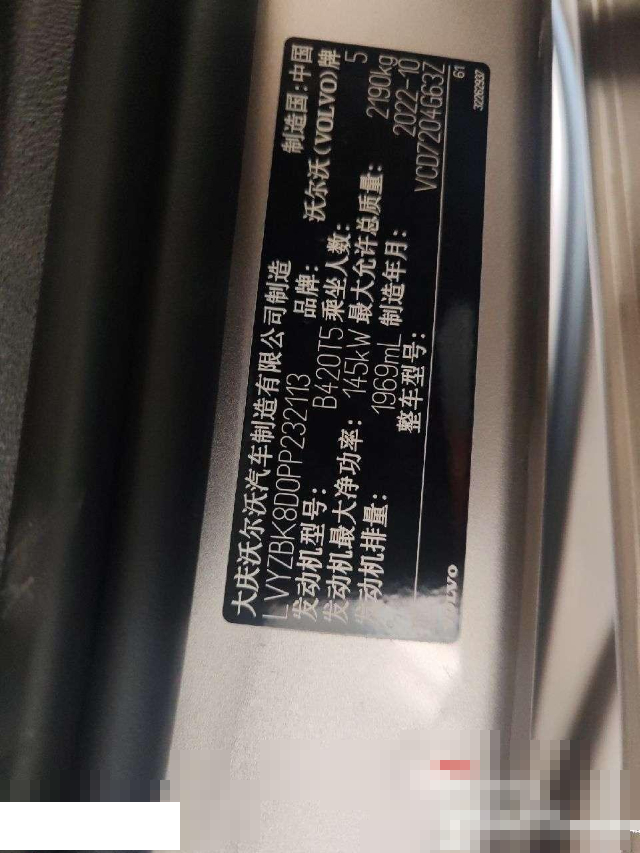 大庆沃尔沃汽车制造有限公司制造 制造国:中国
LVYZBK8D0PP232113 品牌: 沃尔沃(VOLVO)牌
发动机型号: B420T5 乘坐人数: 5
发动机最大净功率: 145kW 最大允许总质量: 2190kg
发动机排量: 1969mL 制造年月: 2022-10
整车型号: VCD7204G63Z
VOLVO 61
32262937